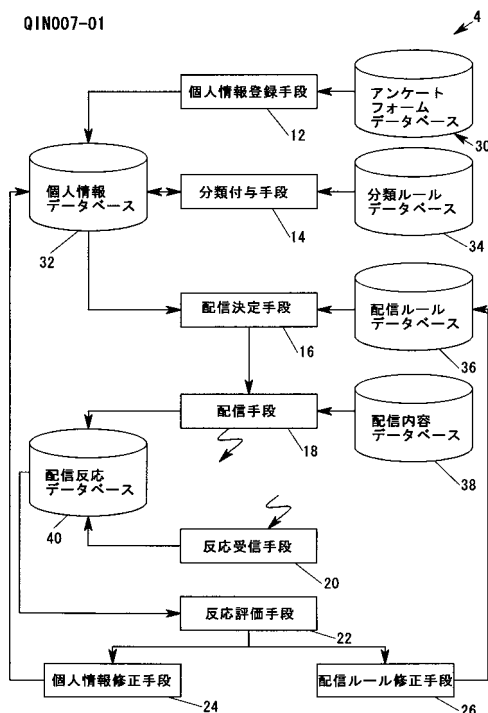 QIN007-01
4
個人情報登録手段
12
アンケート
フォーム
データベース
30
個人情報
データベース
32
分類付与手段
14
分類ルール
データベース
34
配信決定手段
16
配信ルール
データベース
36
配信手段
18
配信内容
データベース
38
配信反応
データベース
40
反応受信手段
20
反応評価手段
22
個人情報修正手段
24
配信ルール修正手段
26